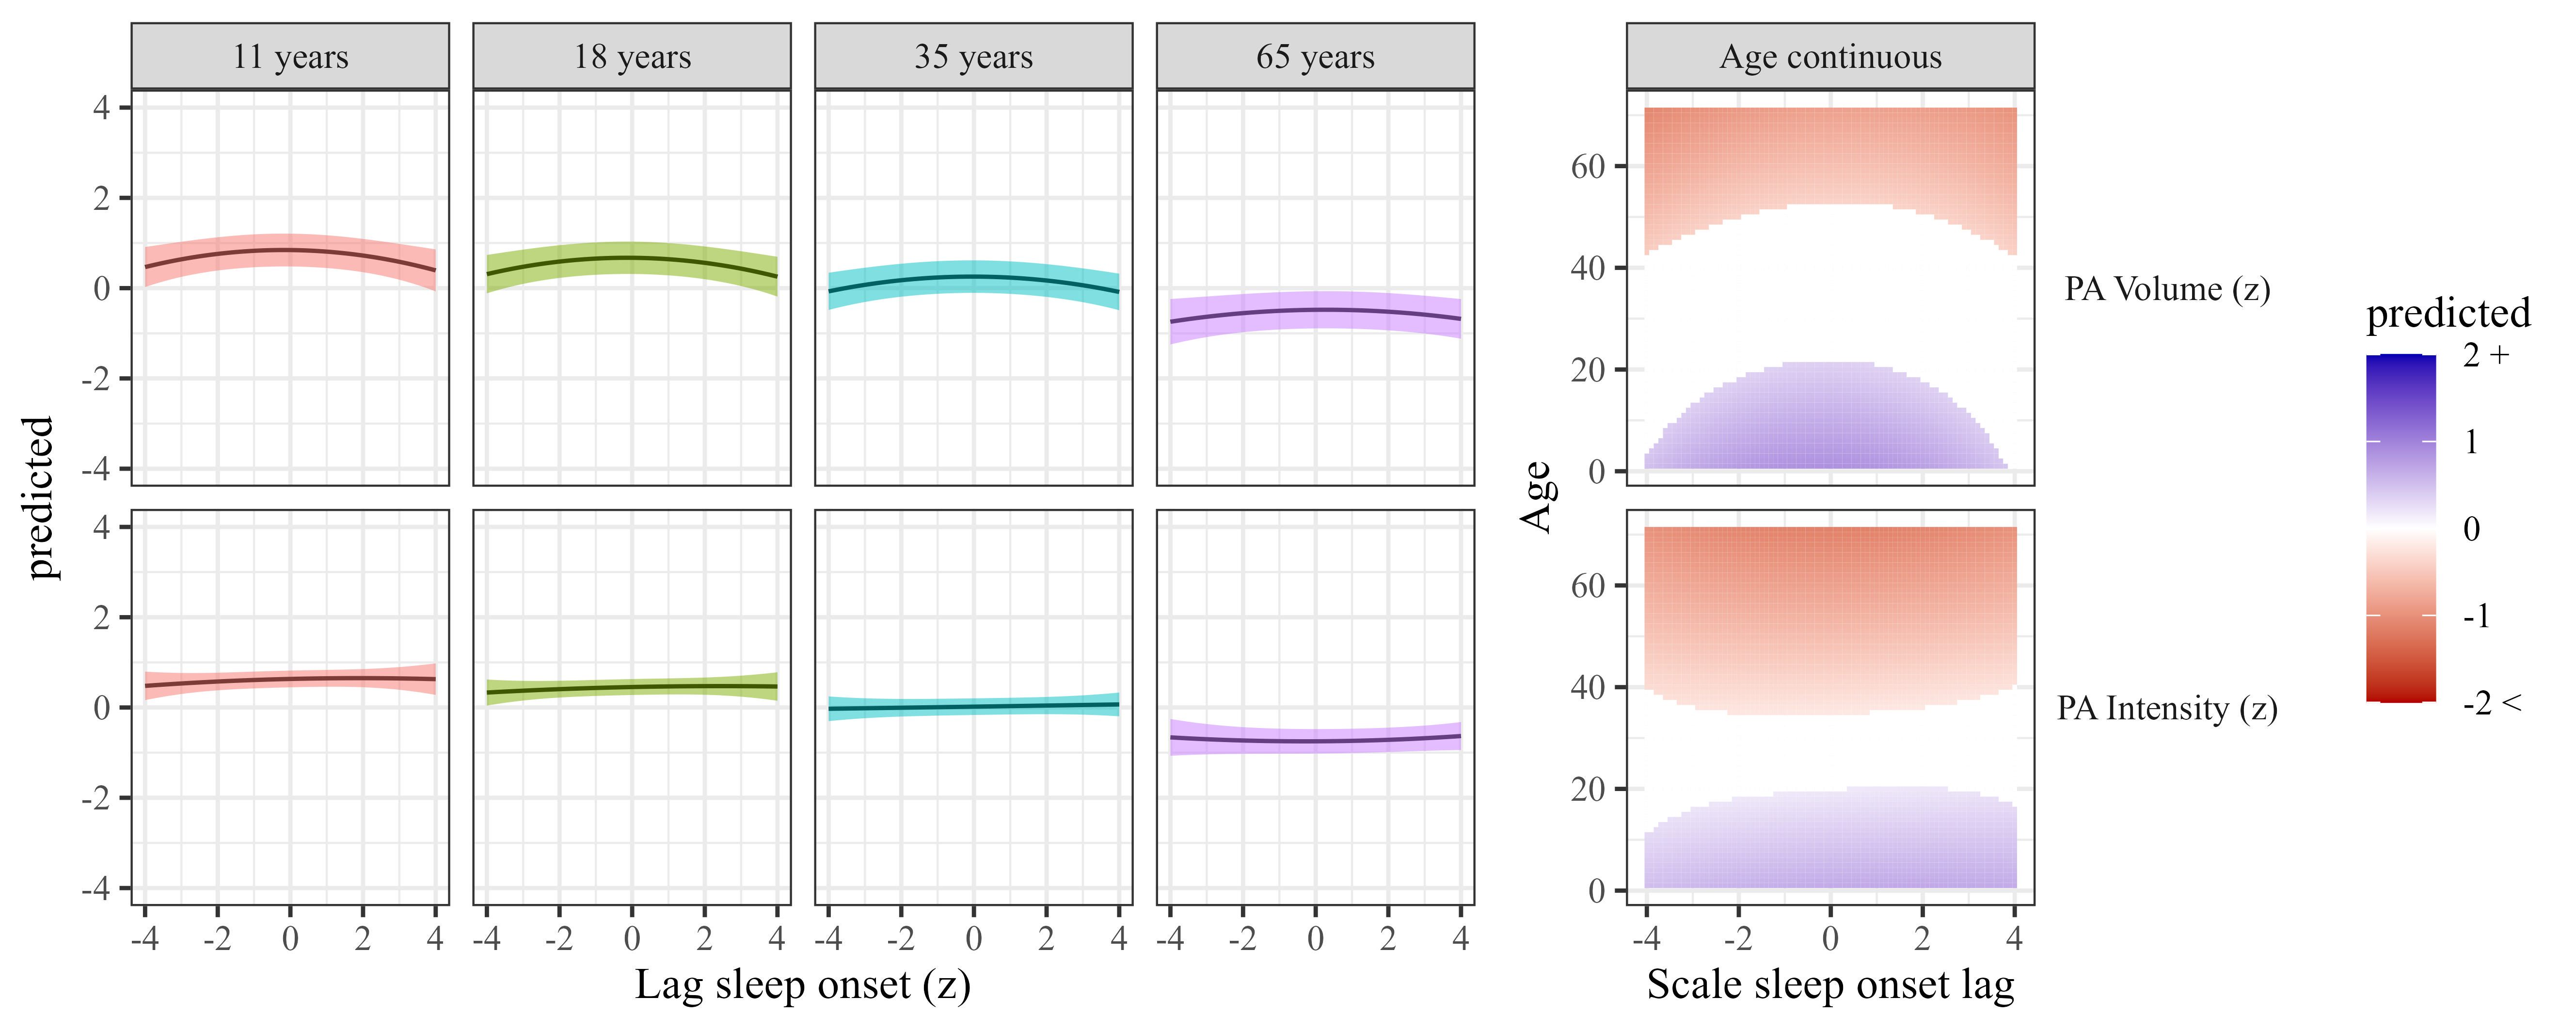 11 years
18 years
35 years
65 years
Age continuous
4
2
0
-2
-4
60
40
20
0
PA Volume (z)
predicted
2 +
1
0
-1
-2 <
predicted
Age
4
2
0
-2
-4
60
40
20
0
PA Intensity (z)
-4 -2 0 2 4
-4 -2 0 2 4
-4 -2 0 2 4
-4 -2 0 2 4
-4 -2 0 2 4
Lag sleep onset (z)
Scale sleep onset lag